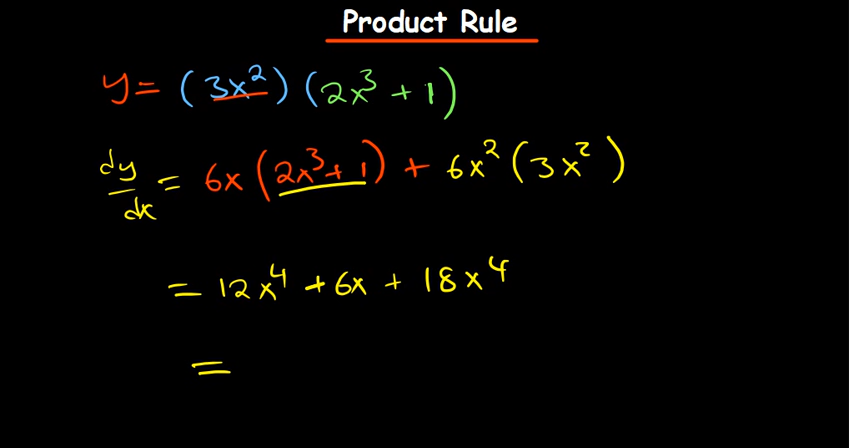 Product Rule
y = (3x²)(2x³ + 1)
dy/dx = 6x(2x³ + 1) + 6x²(3x²)
= 12x⁴ + 6x + 18x⁴
=